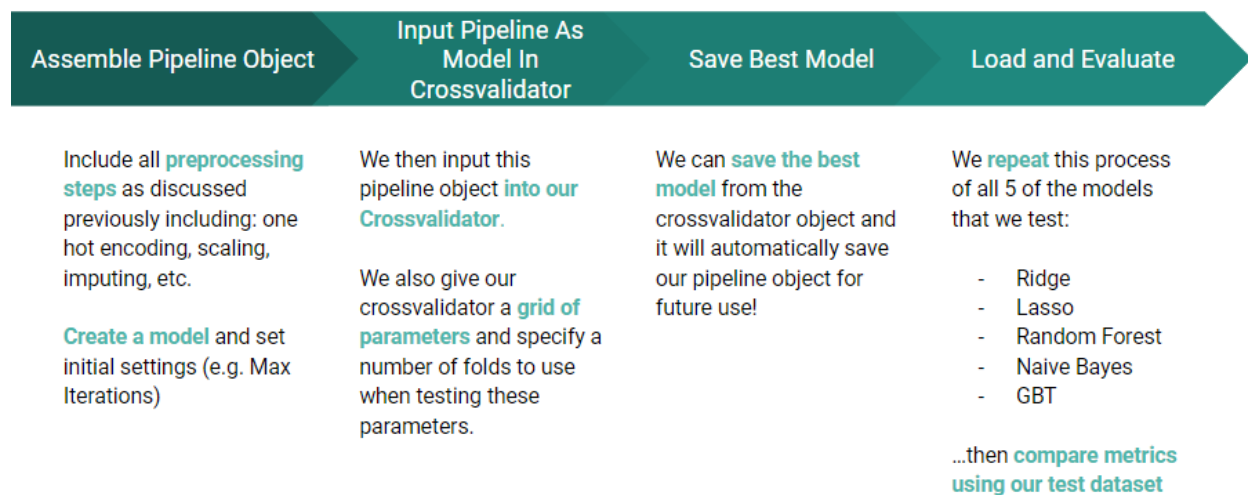 Assemble Pipeline Object
Input Pipeline As
Model In
Crossvalidator
Save Best Model
Load and Evaluate
Include all preprocessing
steps as discussed
previously including: one
hot encoding, scaling,
imputing, etc.
Create a model and set
initial settings (e.g. Max
Iterations)
We then input this
pipeline object into our
Crossvalidator.
We also give our
crossvalidator a grid of
parameters and specify a
number of folds to use
when testing these
parameters.
We can save the best
model from the
crossvalidator object and
it will automatically save
our pipeline object for
future use!
We repeat this process
of all 5 of the models
that we test:
- Ridge
- Lasso
- Random Forest
- Naive Bayes
- GBT
...then compare metrics
using our test dataset